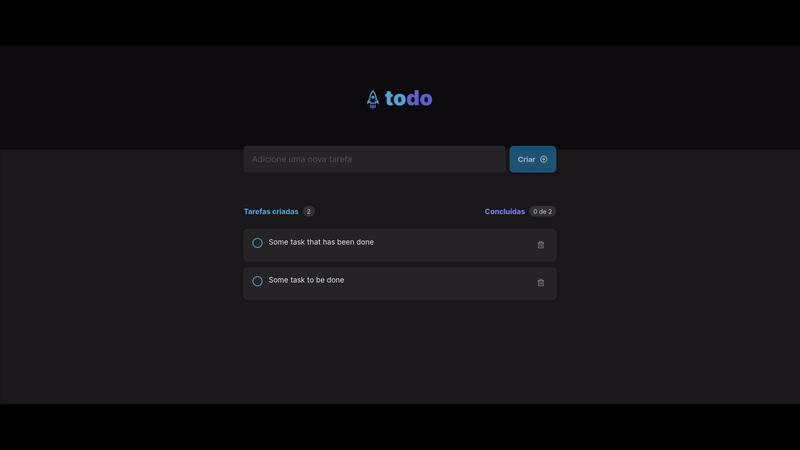 todo
Adicione uma nova tarefa
Criar
Tarefas criadas 2
Concluídas 0 de 2
Some task that has been done
Some task to be done